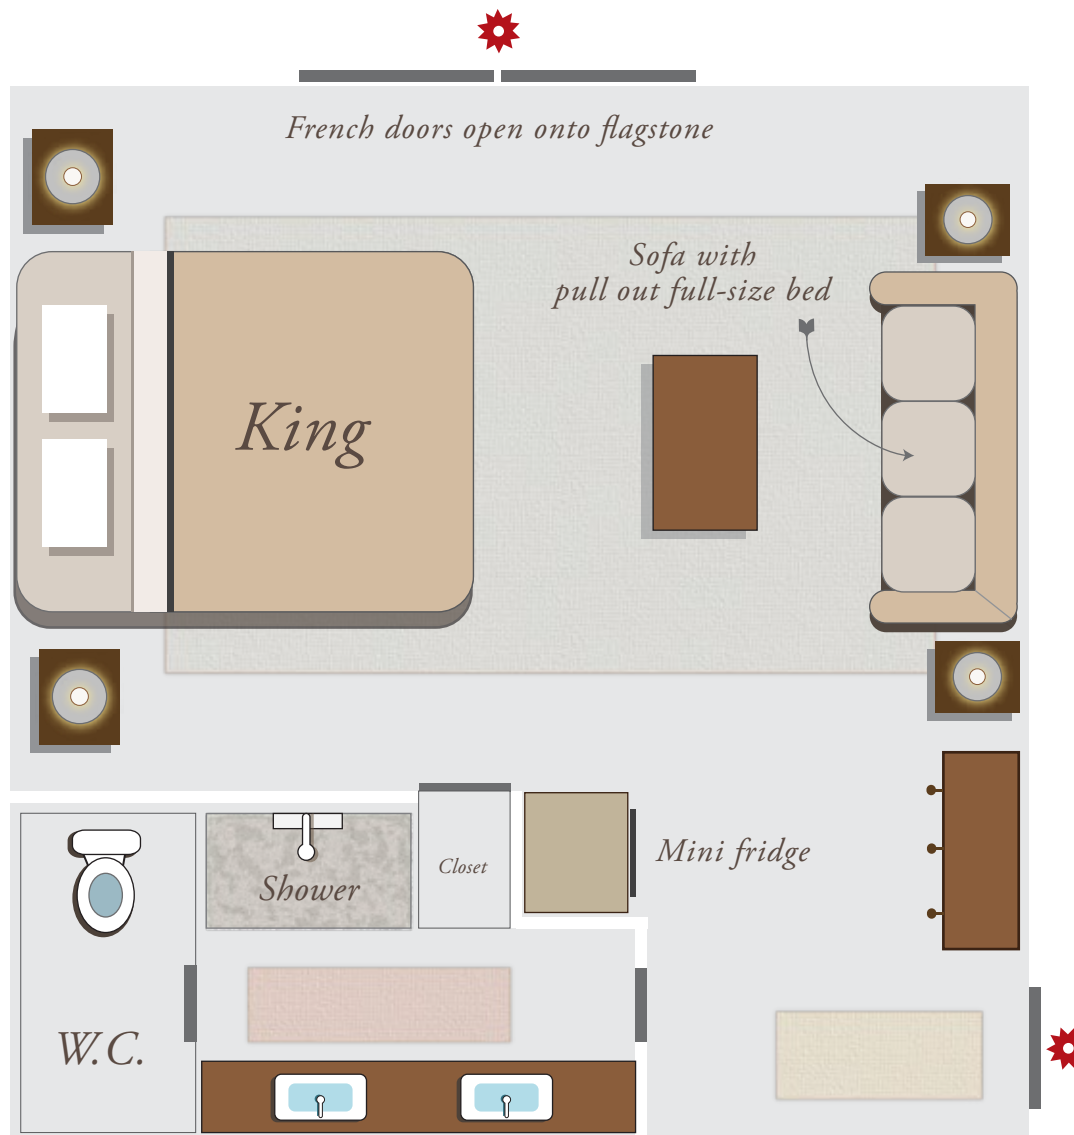 French doors open onto flagstone
Sofa with
pull out full-size bed
King
Mini fridge
Closet
Shower
W.C.